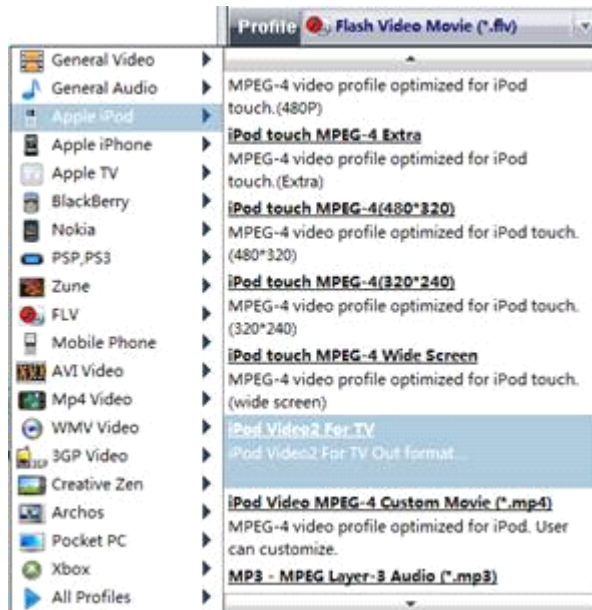 Profile Flash Video Movie (*.flv)
General Video
General Audio
Apple iPod
Apple iPhone
Apple TV
BlackBerry
Nokia
PSP,PS3
Zune
FLV
Mobile Phone
AVI Video
Mp4 Video
WMV Video
3GP Video
Creative Zen
Archos
Pocket PC
Xbox
All Profiles
MPEG-4 video profile optimized for iPod
touch.(480P)
iPod touch MPEG-4 Extra
MPEG-4 video profile optimized for iPod
touch.(Extra)
iPod touch MPEG-4(480*320)
MPEG-4 video profile optimized for iPod touch.
(480*320)
iPod touch MPEG-4(320*240)
MPEG-4 video profile optimized for iPod touch.
(320*240)
iPod touch MPEG-4 Wide Screen
MPEG-4 video profile optimized for iPod touch.
(wide screen)
iPod Video2 For TV
iPod Video2 For TV Out format...
iPod Video MPEG-4 Custom Movie (*.mp4)
MPEG-4 video profile optimized for iPod. User
can customize.
MP3 - MPEG Layer-3 Audio (*.mp3)